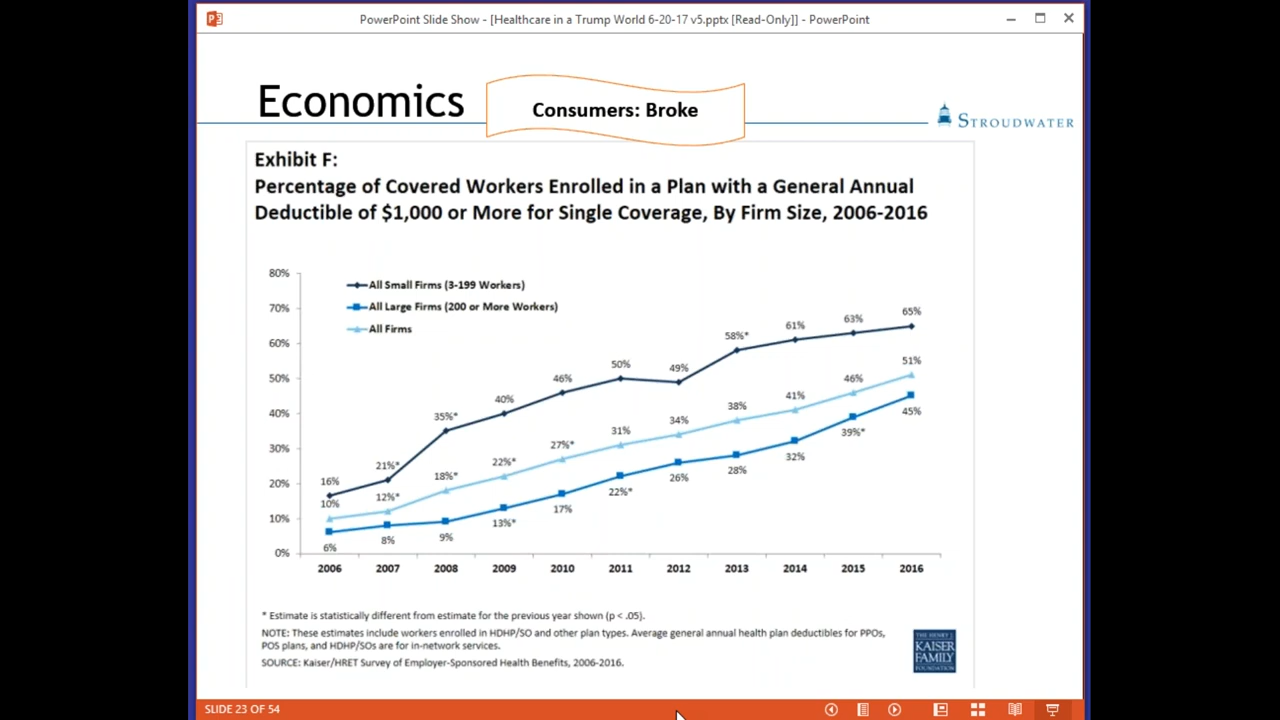 PowerPoint Slide Show - [Healthcare in a Trump World 6-20-17 v5.pptx [Read-Only]] - PowerPoint
Economics
Consumers: Broke
STROUDWATER
Exhibit F:
Percentage of Covered Workers Enrolled in a Plan with a General Annual
Deductible of $1,000 or More for Single Coverage, By Firm Size, 2006-2016
80%
70%
60%
50%
40%
30%
20%
10%
0%
All Small Firms (3-199 Workers)
All Large Firms (200 or More Workers)
All Firms
16% 21%* 35%* 40% 46% 50% 49% 58%* 61% 63% 65%
10% 12%* 18%* 22%* 27%* 31% 34% 38% 41% 46% 51%
6% 8% 9% 13%* 17% 22%* 26% 28% 32% 39%* 45%
2006 2007 2008 2009 2010 2011 2012 2013 2014 2015 2016
* Estimate is statistically different from estimate for the previous year shown (p < .05).
NOTE: These estimates include workers enrolled in HDHP/SO and other plan types. Average general annual health plan deductibles for PPOs,
POS plans, and HDHP/SOs are for in-network services.
SOURCE: Kaiser/HRET Survey of Employer-Sponsored Health Benefits, 2006-2016.
THE HENRY J.
KAISER
FAMILY
FOUNDATION
SLIDE 23 OF 54